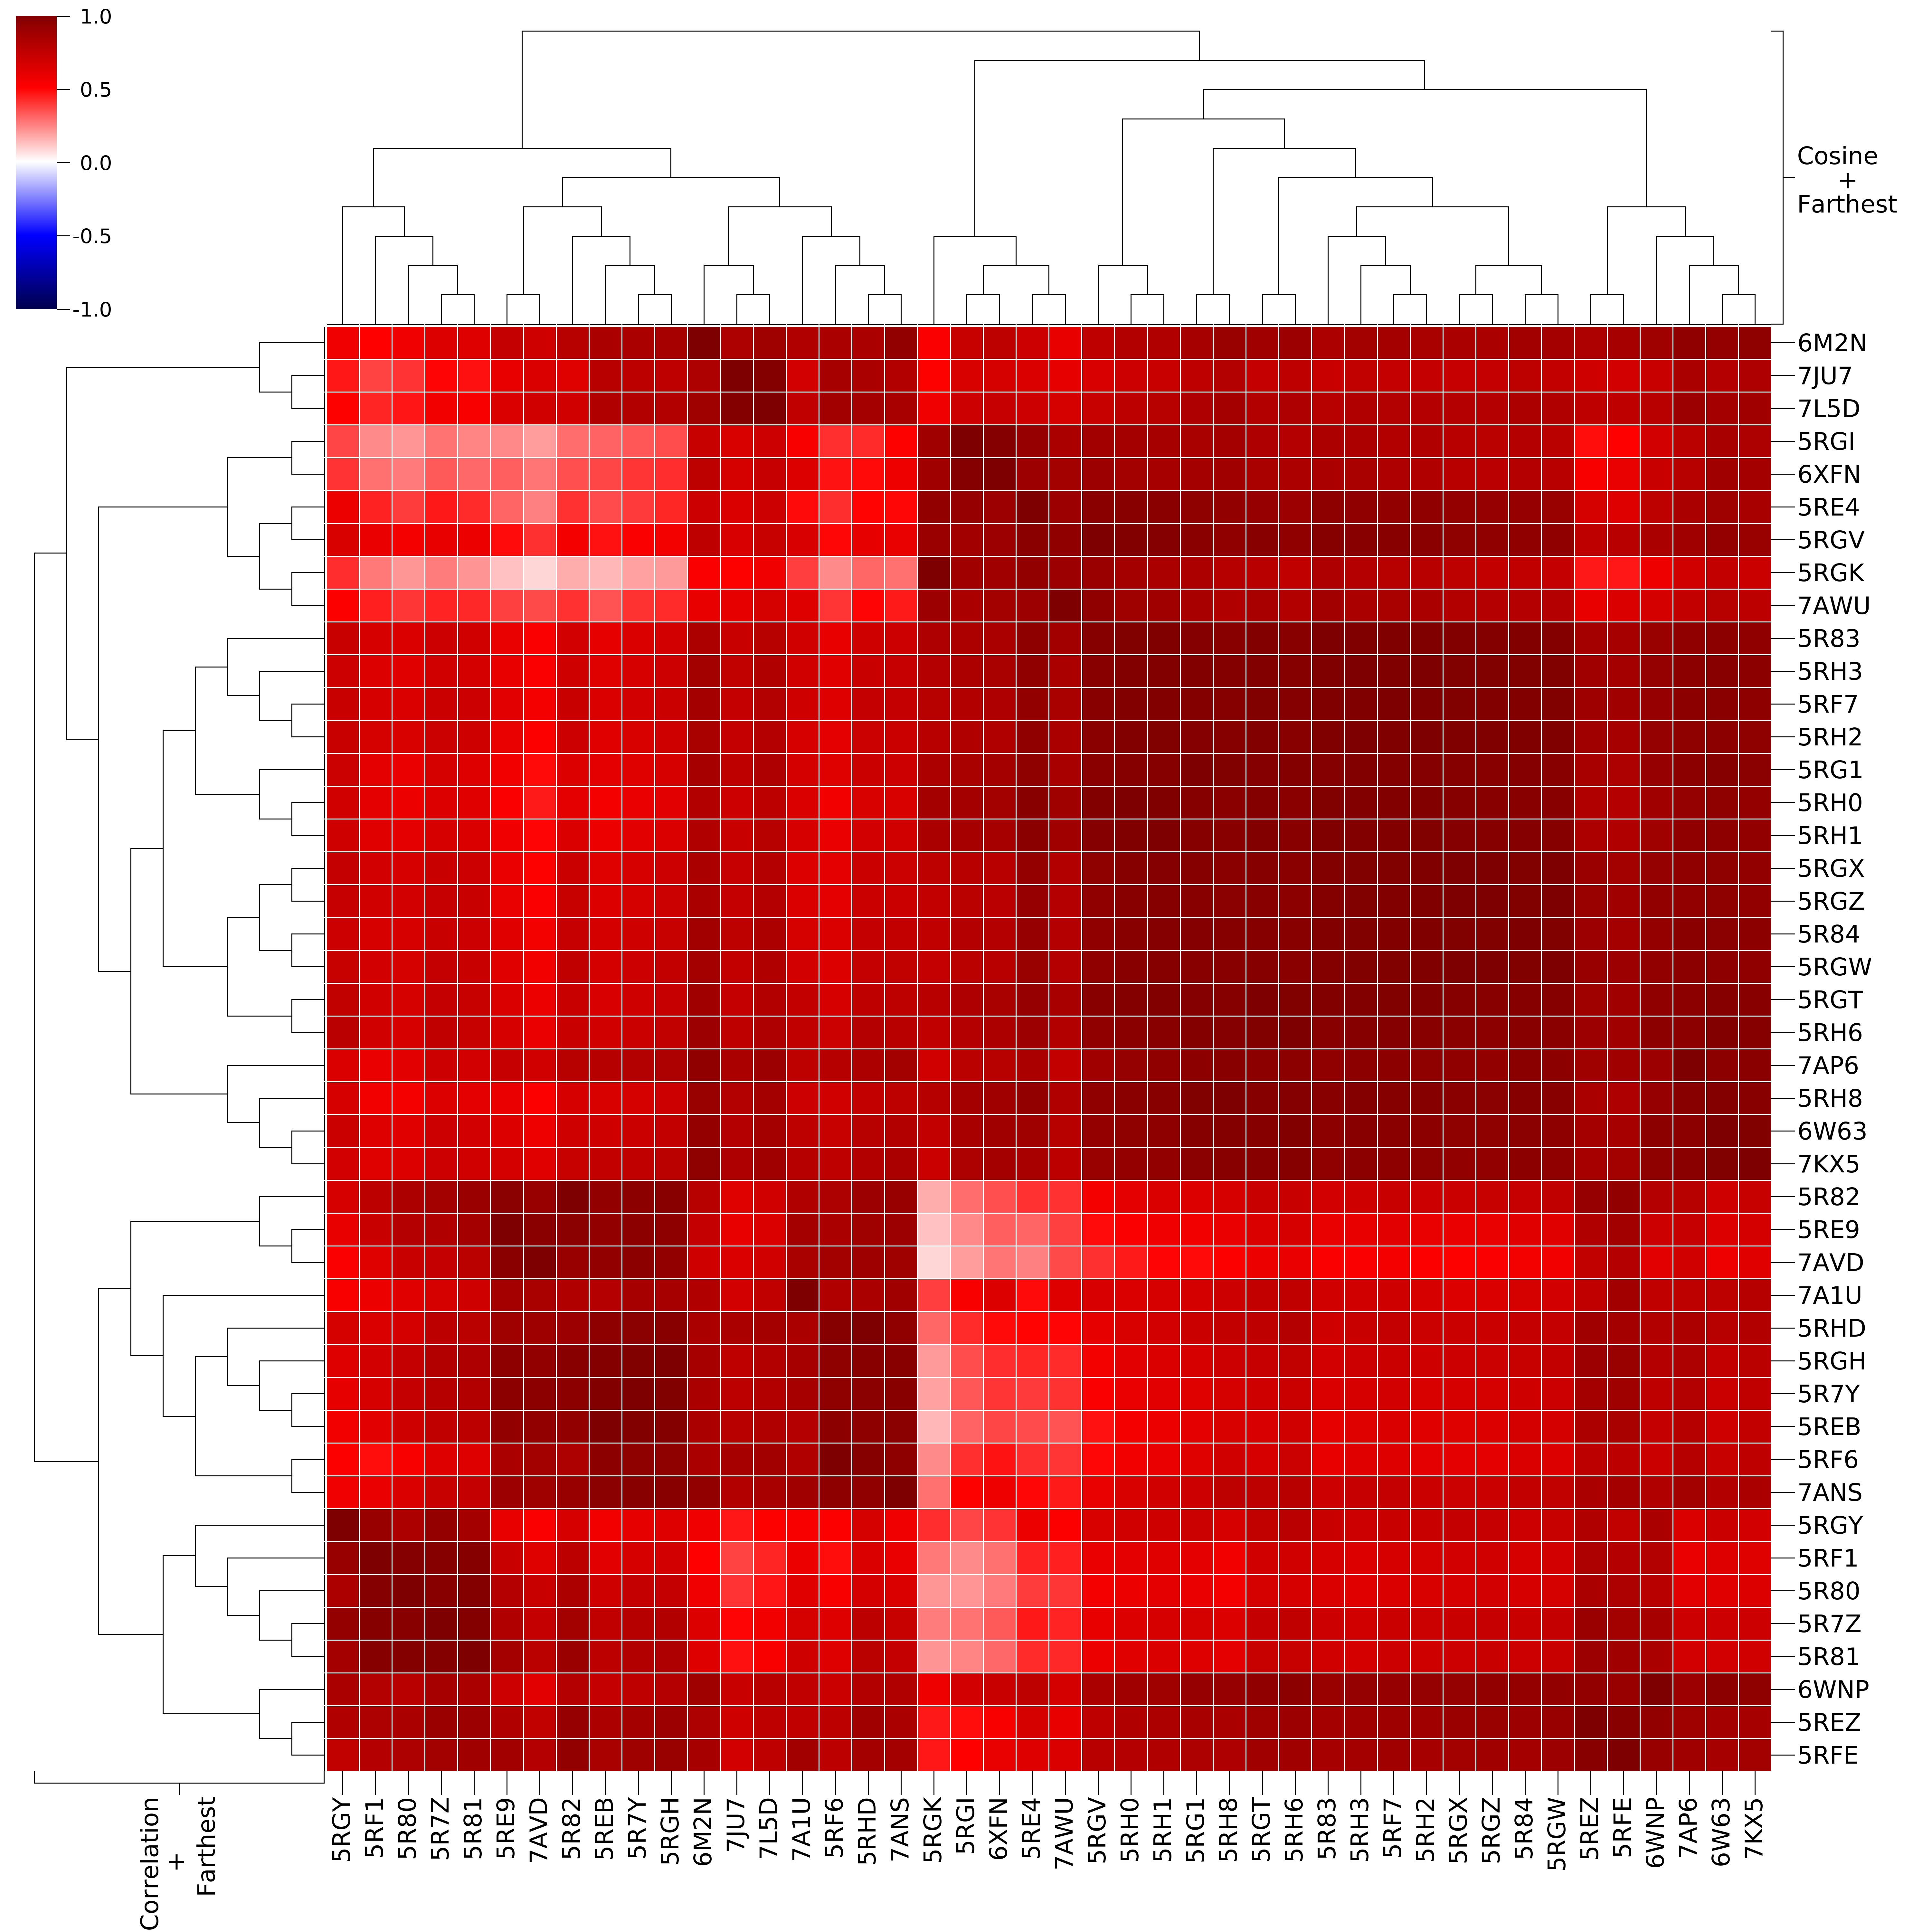 1.0
0.5
0.0
-0.5
-1.0
Cosine
+
Farthest
6M2N
7JU7
7L5D
5RGI
6XFN
5RE4
5RGV
5RGK
7AWU
5R83
5RH3
5RF7
5RH2
5RG1
5RH0
5RH1
5RGX
5RGZ
5R84
5RGW
5RGT
5RH6
7AP6
5RH8
6W63
7KX5
5R82
5RE9
7AVD
7A1U
5RHD
5RGH
5R7Y
5REB
5RF6
7ANS
5RGY
5RF1
5R80
5R7Z
5R81
6WNP
5REZ
5RFE
Correlation
+
Farthest
5RGY
5RF1
5R80
5R7Z
5R81
5RE9
7AVD
5R82
5REB
5R7Y
5RGH
6M2N
7JU7
7L5D
7A1U
5RF6
5RHD
7ANS
5RGK
5RGI
6XFN
5RE4
7AWU
5RGV
5RH0
5RH1
5RG1
5RH8
5RGT
5RH6
5R83
5RH3
5RF7
5RH2
5RGX
5RGZ
5R84
5RGW
5REZ
5RFE
6WNP
7AP6
6W63
7KX5